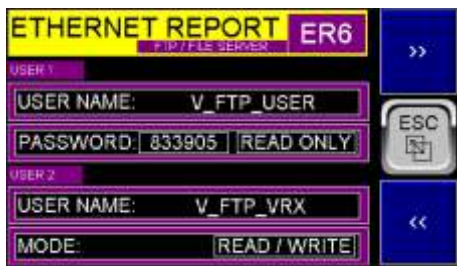 ETHERNET REPORT ER6
FTP / FILE SERVER
>>
USER 1
USER NAME: V_FTP_USER
ESC
PASSWORD: 833905 READ ONLY
USER 2
USER NAME: V_FTP_VRX
<<
MODE: READ / WRITE